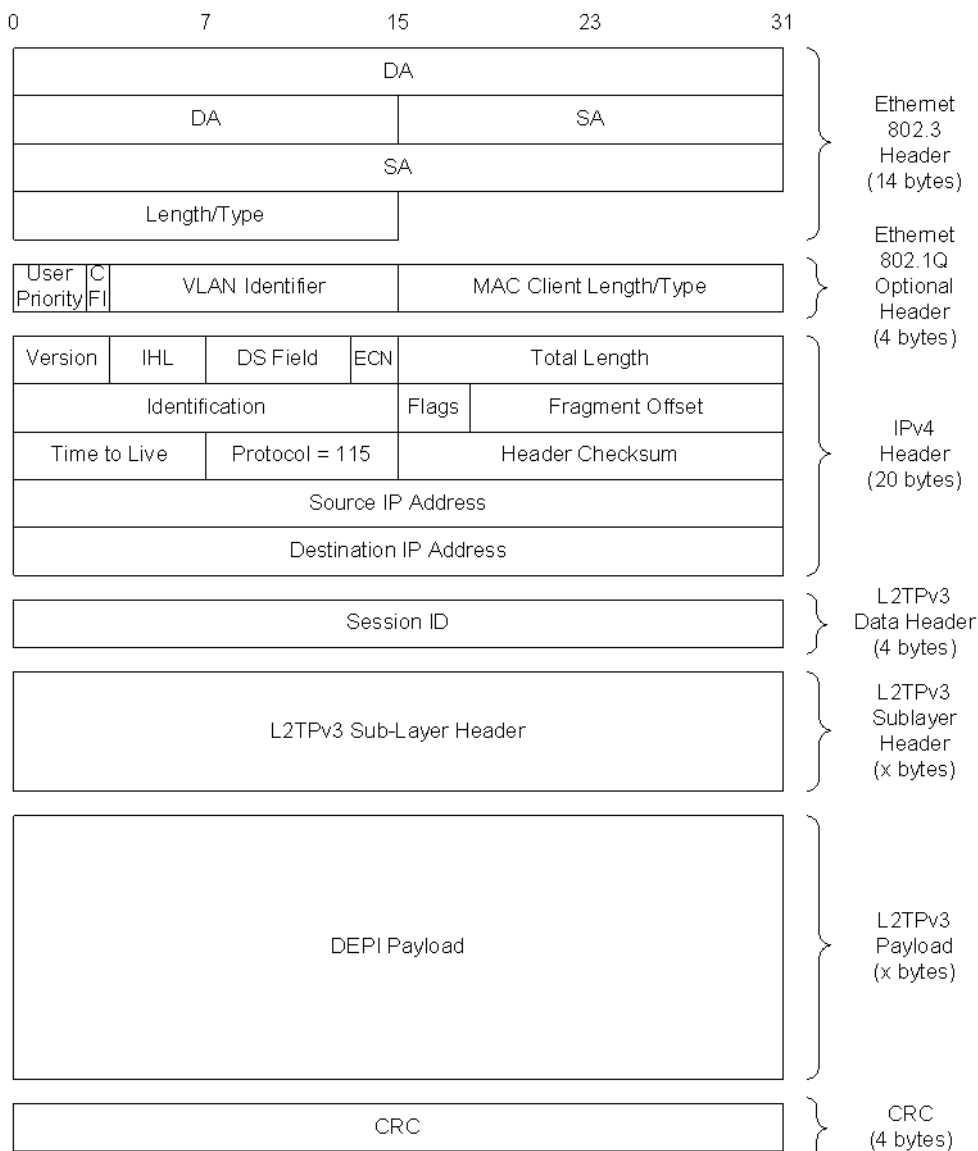 0 7 15 23 31
DA
DA SA
SA
Length/Type
Ethernet
802.3
Header
(14 bytes)
User
Priority
C
FI
VLAN Identifier
MAC Client Length/Type
Ethernet
802.1Q
Optional
Header
(4 bytes)
Version IHL DS Field ECN Total Length
Identification Flags Fragment Offset
Time to Live Protocol = 115 Header Checksum
Source IP Address
Destination IP Address
IPv4
Header
(20 bytes)
Session ID
L2TPv3
Data Header
(4 bytes)
L2TPv3 Sub-Layer Header
L2TPv3
Sublayer
Header
(x bytes)
DEPI Payload
L2TPv3
Payload
(x bytes)
CRC
CRC
(4 bytes)